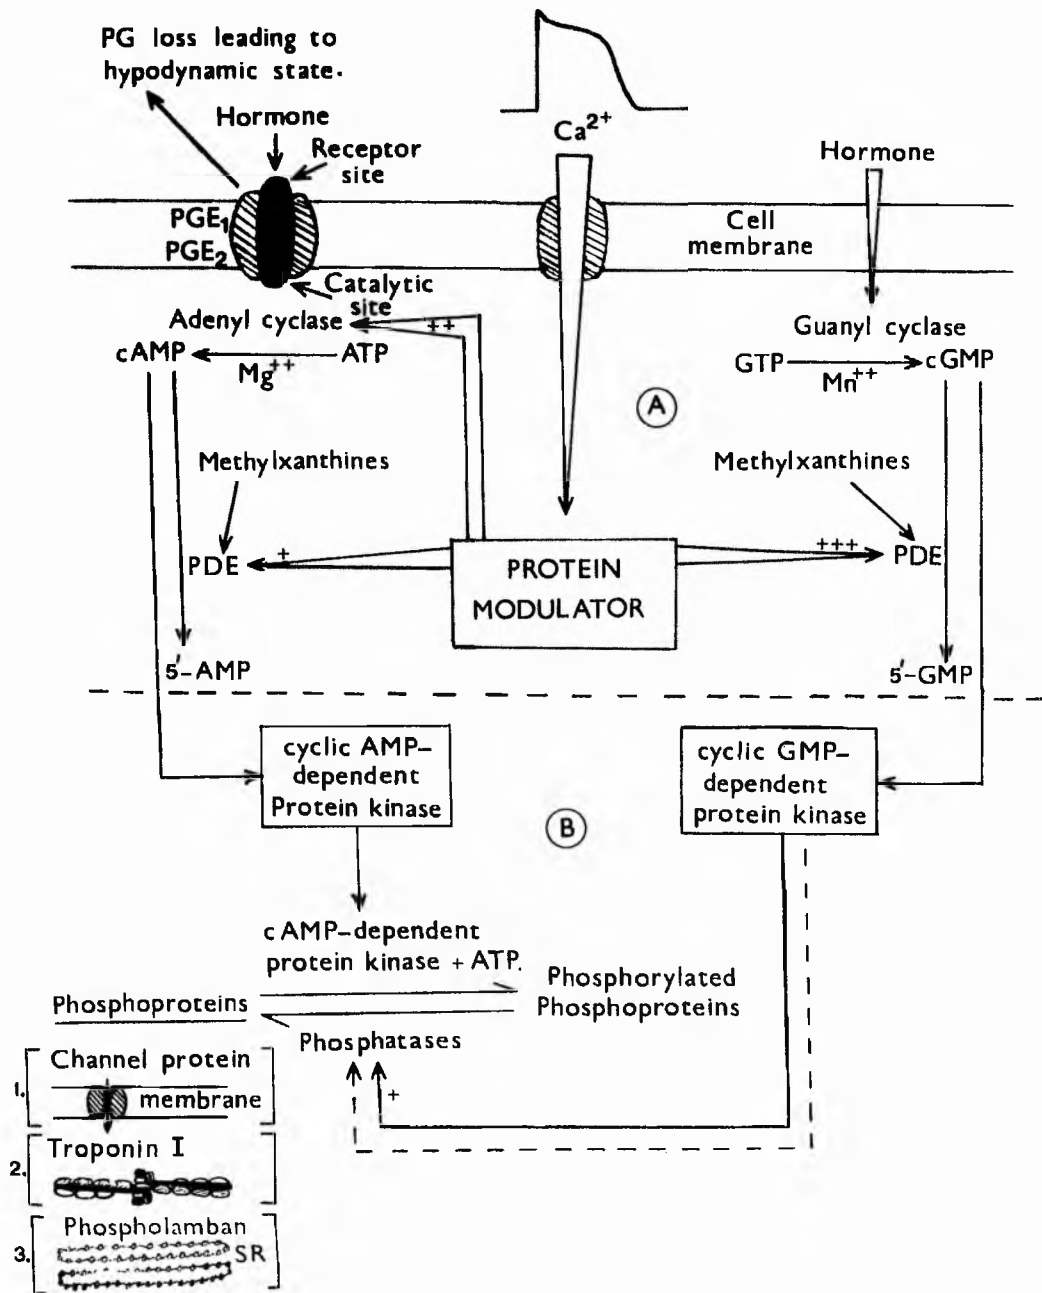 PG loss leading to
hypodynamic state.
Hormone
Receptor
site
Ca2+
Hormone
PGE1
PGE2
Cell
membrane
Catalytic
site
Adenyl cyclase
++
Guanyl cyclase
cAMP
ATP
Mg++
GTP
cGMP
Mn++
A
Methylxanthines
Methylxanthines
PDE
+
PROTEIN
MODULATOR
+++
PDE
5'-AMP
5'-GMP
cyclic AMP-
dependent
Protein kinase
cyclic GMP-
dependent
protein kinase
B
cAMP-dependent
protein kinase + ATP.
Phosphoproteins
Phosphorylated
Phosphoproteins
Phosphatases
+
1.
Channel protein
membrane
2.
Troponin I
3.
Phospholamban
SR